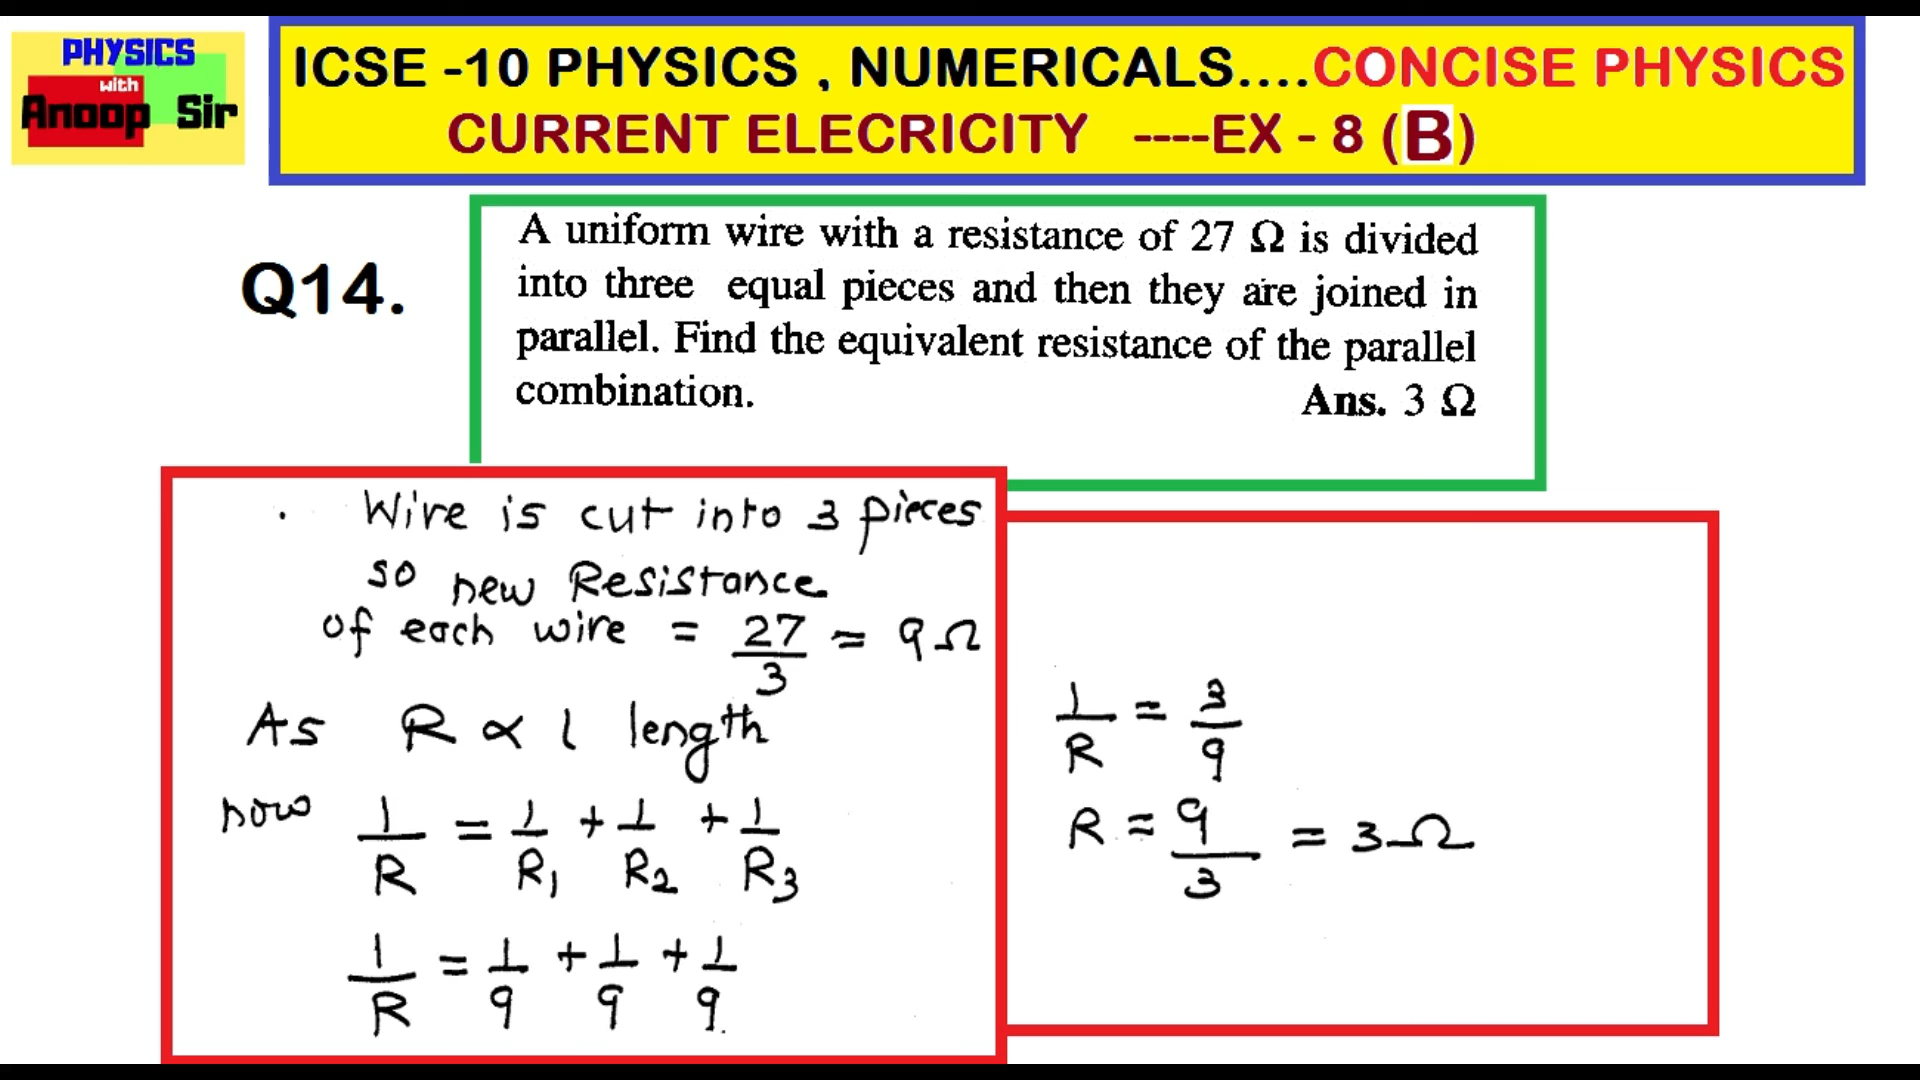 PHYSICS
with
Anoop Sir
ICSE -10 PHYSICS , NUMERICALS....CONCISE PHYSICS
CURRENT ELECRICITY ----EX - 8 (B)
Q14.
A uniform wire with a resistance of 27 Ω is divided
into three equal pieces and then they are joined in
parallel. Find the equivalent resistance of the parallel
combination. Ans. 3 Ω
. Wire is cut into 3 pieces
so new Resistance
of each wire = 27/3 = 9Ω
As R ∝ l length
now 1/R = 1/R₁ + 1/R₂ + 1/R₃
1/R = 1/9 + 1/9 + 1/9
1/R = 3/9
R = 9/3 = 3Ω